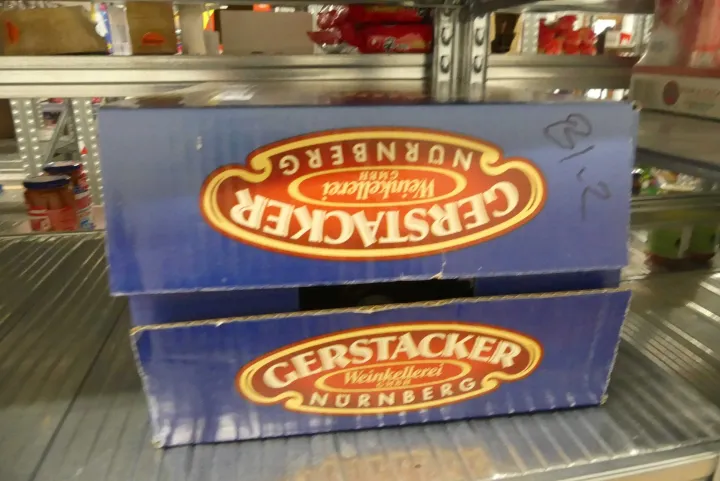 NÜRNBERG
GMBH
Weinkellerei
GERSTACKER
GERSTACKER
Weinkellerei
GMBH
NÜRNBERG